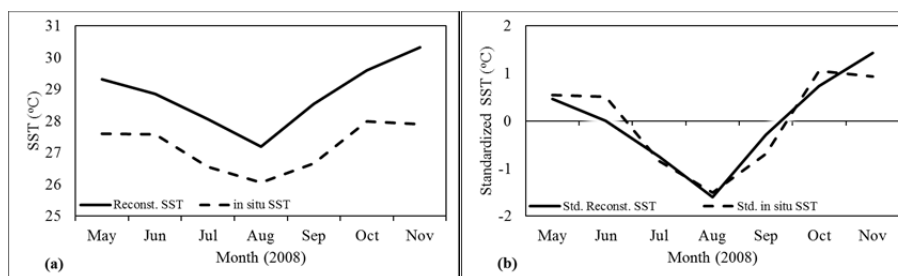 31
30
29
28
27
26
25
SST (°C)
Reconst. SST
in situ SST
May Jun Jul Aug Sep Oct Nov
(a)
Month (2008)
2
1
0
-1
-2
Standardized SST (°C)
Std. Reconst. SST
Std. in situ SST
May Jun Jul Aug Sep Oct Nov
(b)
Month (2008)